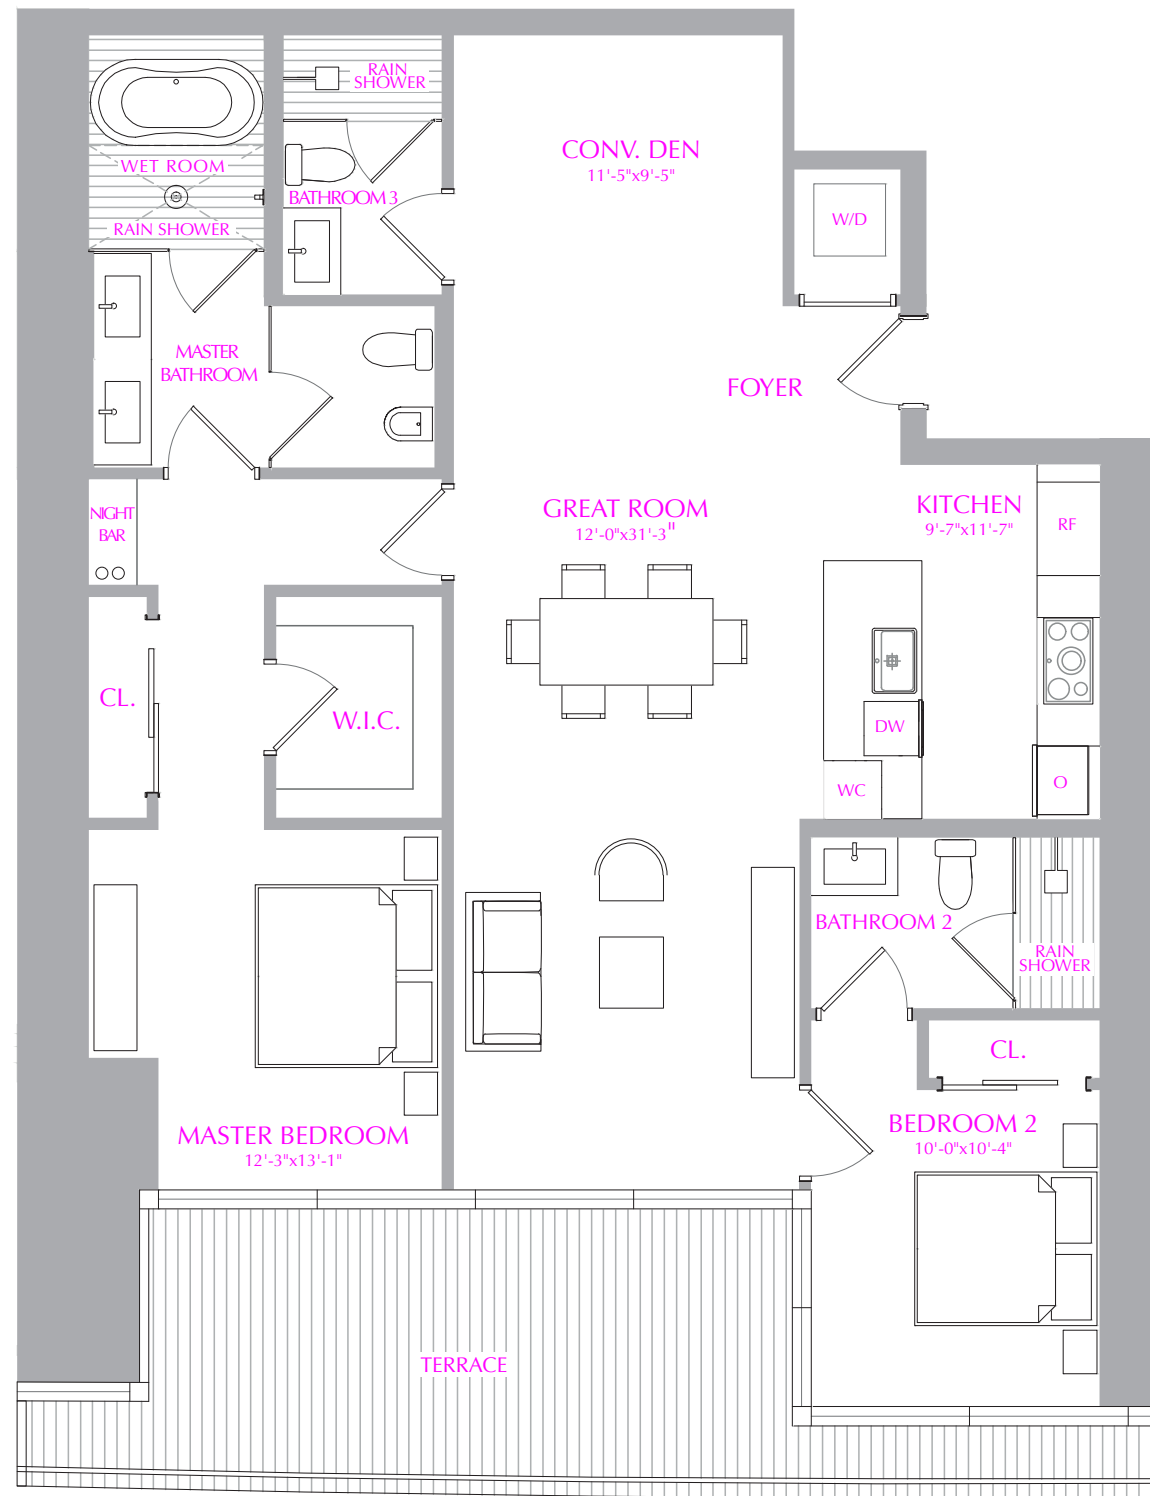 RAIN
SHOWER
WET ROOM
RAIN SHOWER
BATHROOM 3
CONV. DEN
11'-5"x9'-5"
W/D
MASTER
BATHROOM
FOYER
NIGHT
BAR
GREAT ROOM
12'-0"x31'-3"
KITCHEN
9'-7"x11'-7"
RF
CL.
W.I.C.
DW
WC
O
BATHROOM 2
RAIN
SHOWER
CL.
MASTER BEDROOM
12'-3"x13'-1"
BEDROOM 2
10'-0"x10'-4"
TERRACE